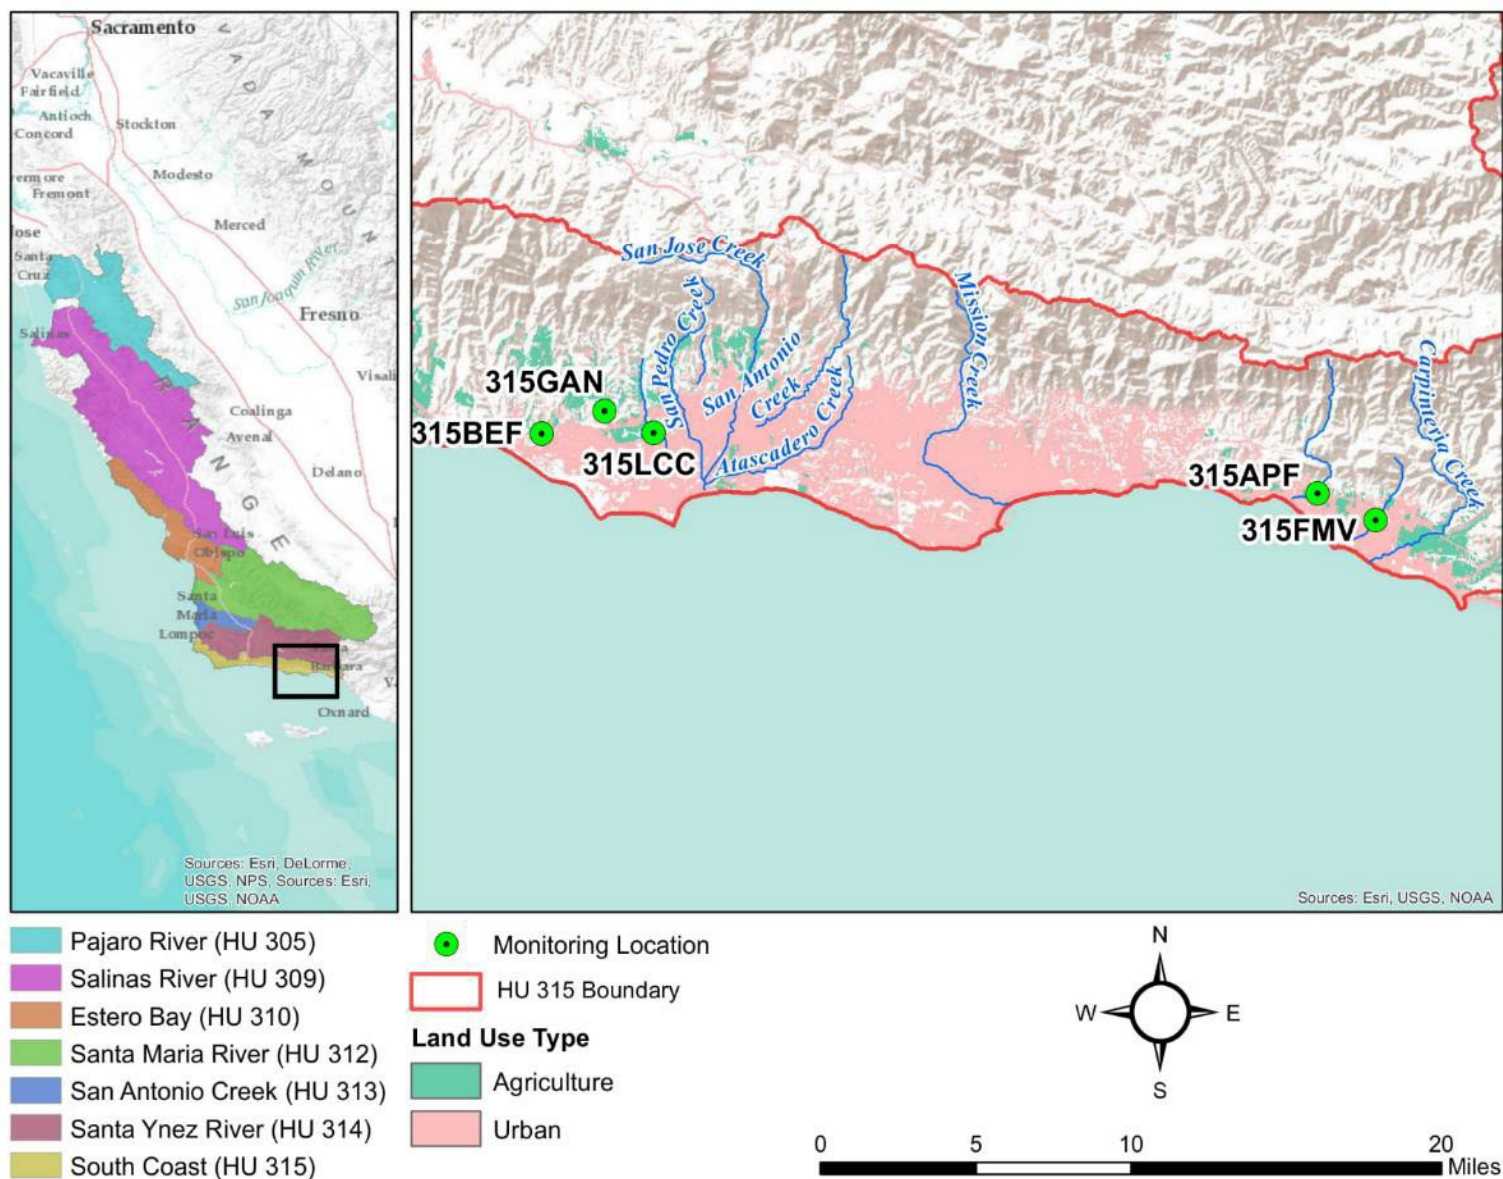 Sacramento
Vacaville
Fairfield
Antioch
Concord
Stockton
Modesto
vermore
Fremont
Merced
Jose
Santa
Cruz
San Joaquin River
Fresno
Salinas
Visali
Coalinga
Avenal
Delano
San Luis
Obispo
Santa
Maria
Lompoc
Barbara
Oxnard
RANGE
Sources: Esri, DeLorme,
USGS, NPS, Sources: Esri,
USGS, NOAA
San Jose Creek
San Pedro Creek
San Antonio
Creek
Atascadero Creek
Mission Creek
Carpinteria Creek
315GAN
315BEF
315LCC
315APF
315FMV
Sources: Esri, USGS, NOAA
Pajaro River (HU 305)
Salinas River (HU 309)
Estero Bay (HU 310)
Santa Maria River (HU 312)
San Antonio Creek (HU 313)
Santa Ynez River (HU 314)
South Coast (HU 315)
Monitoring Location
HU 315 Boundary
Land Use Type
Agriculture
Urban
N
W E
S
0 5 10 20
Miles